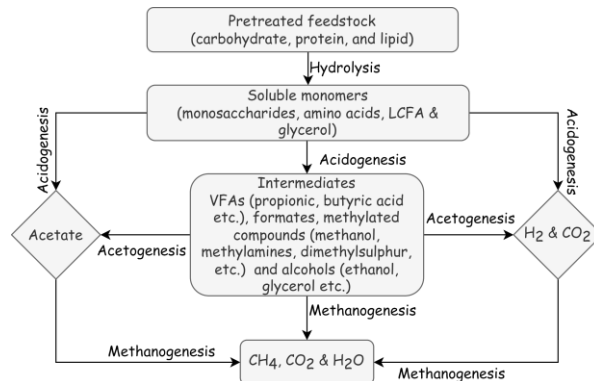 Pretreated feedstock
(carbohydrate, protein, and lipid)
Hydrolysis
Soluble monomers
(monosaccharides, amino acids, LCFA &
glycerol)
Acidogenesis
Acidogenesis
Acidogenesis
Intermediates
VFAs (propionic, butyric acid
etc.), formates, methylated
compounds (methanol,
methylamines, dimethylsulphur,
etc.) and alcohols (ethanol,
glycerol etc.)
Acetate
Acetogenesis
Acetogenesis
H₂ & CO₂
Methanogenesis
Methanogenesis
CH4, CO₂ & H₂O
Methanogenesis